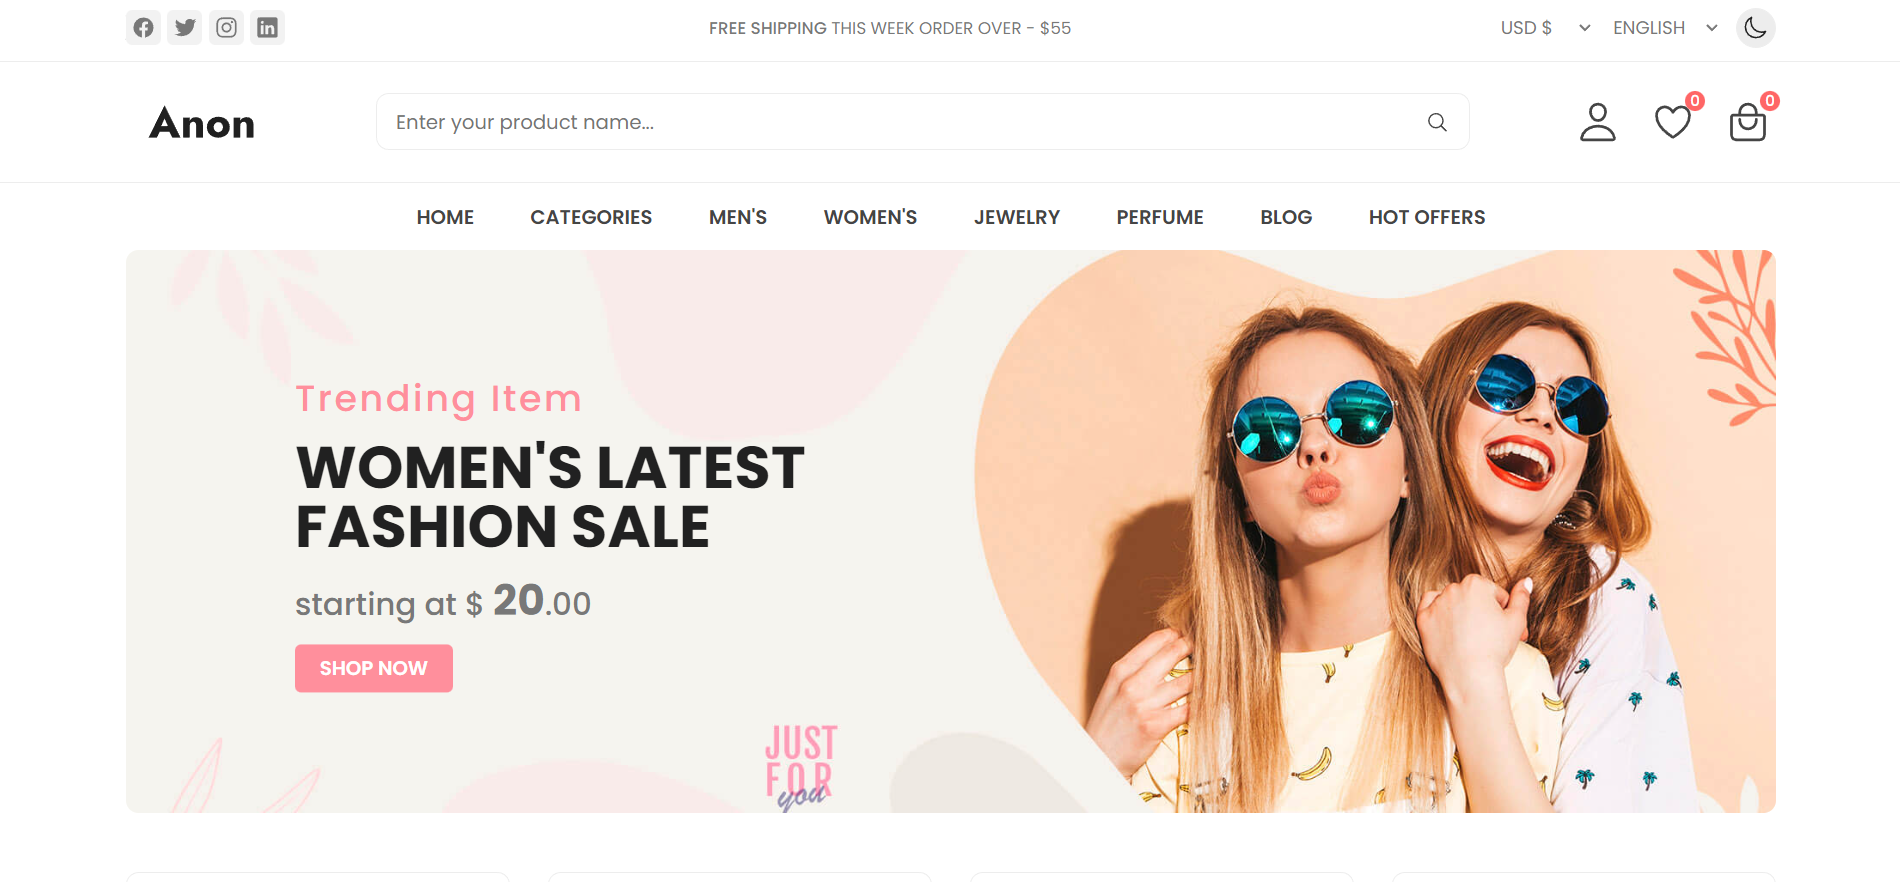 FREE SHIPPING THIS WEEK ORDER OVER - $55
USD $
ENGLISH
Anon
Enter your product name...
0
0
HOME
CATEGORIES
MEN'S
WOMEN'S
JEWELRY
PERFUME
BLOG
HOT OFFERS
Trending Item
WOMEN'S LATEST
FASHION SALE
starting at $ 20.00
SHOP NOW
JUST
FOR
you